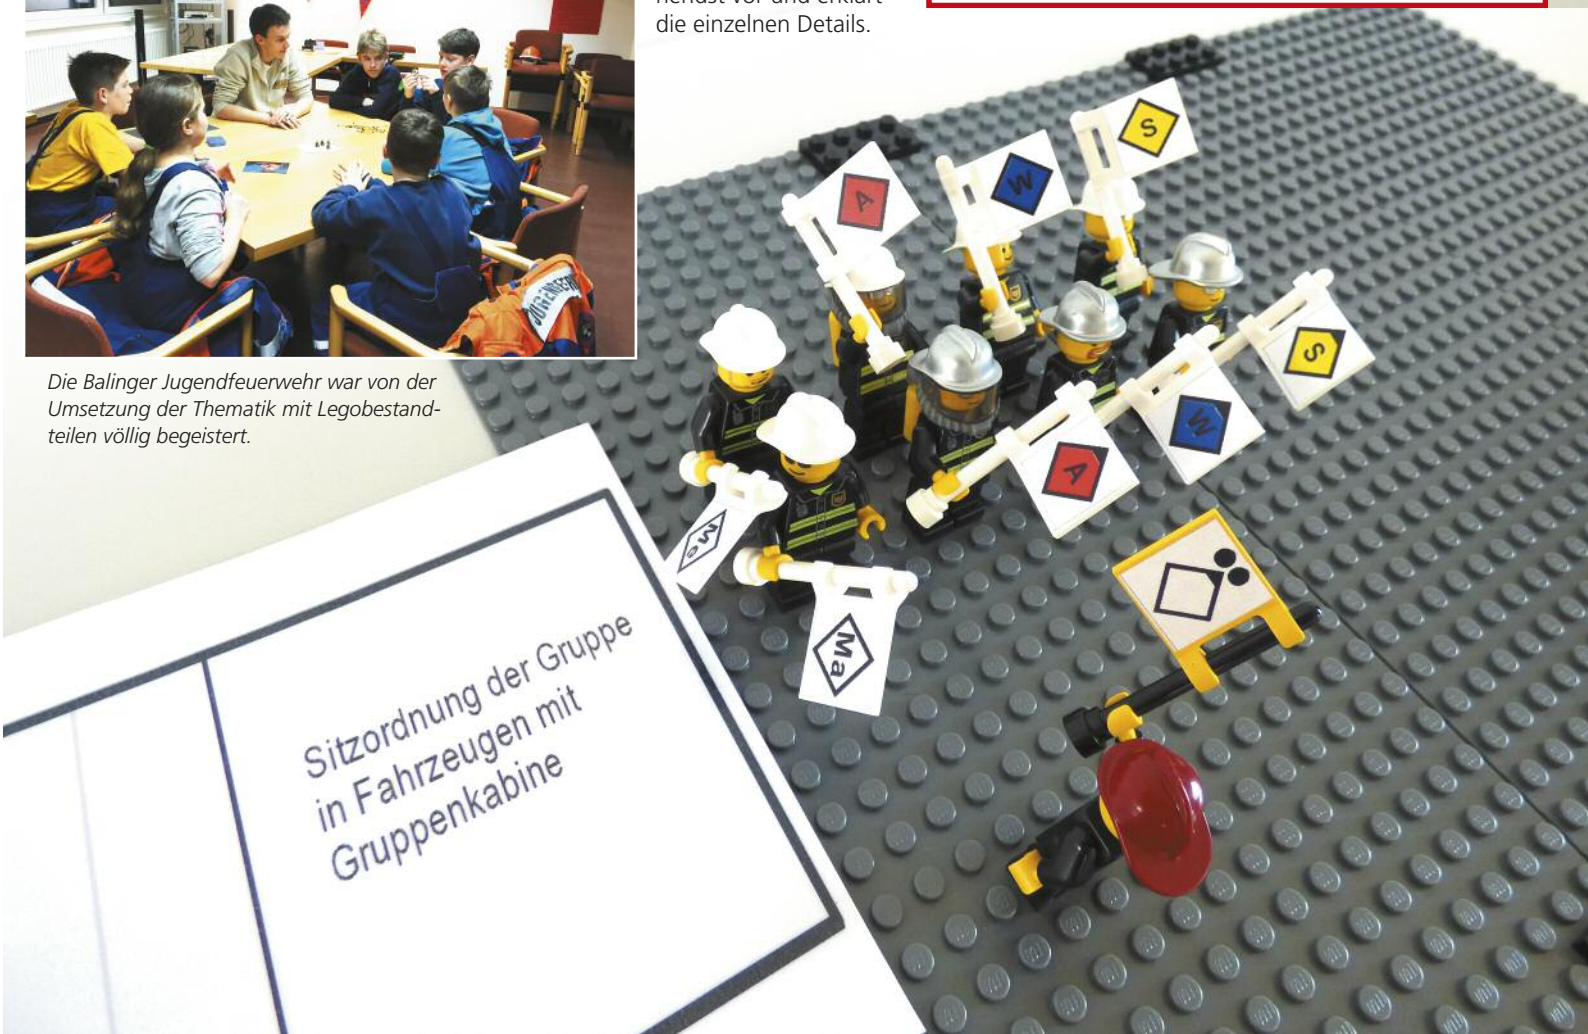 die einzelnen Details.
Die Balinger Jugendfeuerwehr war von der
Umsetzung der Thematik mit Legobestand-
teilen völlig begeistert.
S
W
A
S
W
A
Me
Ma
Sitzordnung der Gruppe
in Fahrzeugen mit
Gruppenkabine